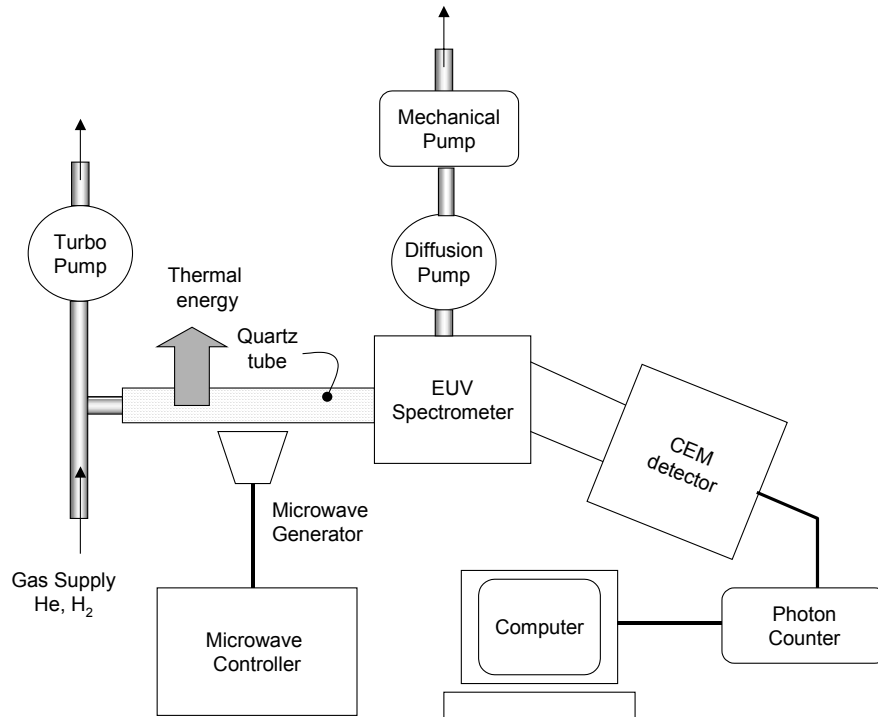 Mechanical
Pump
Turbo
Pump
Diffusion
Pump
Thermal
energy
Quartz
tube
EUV
Spectrometer
CEM
detector
Microwave
Generator
Gas Supply
He, H₂
Microwave
Controller
Computer
Photon
Counter